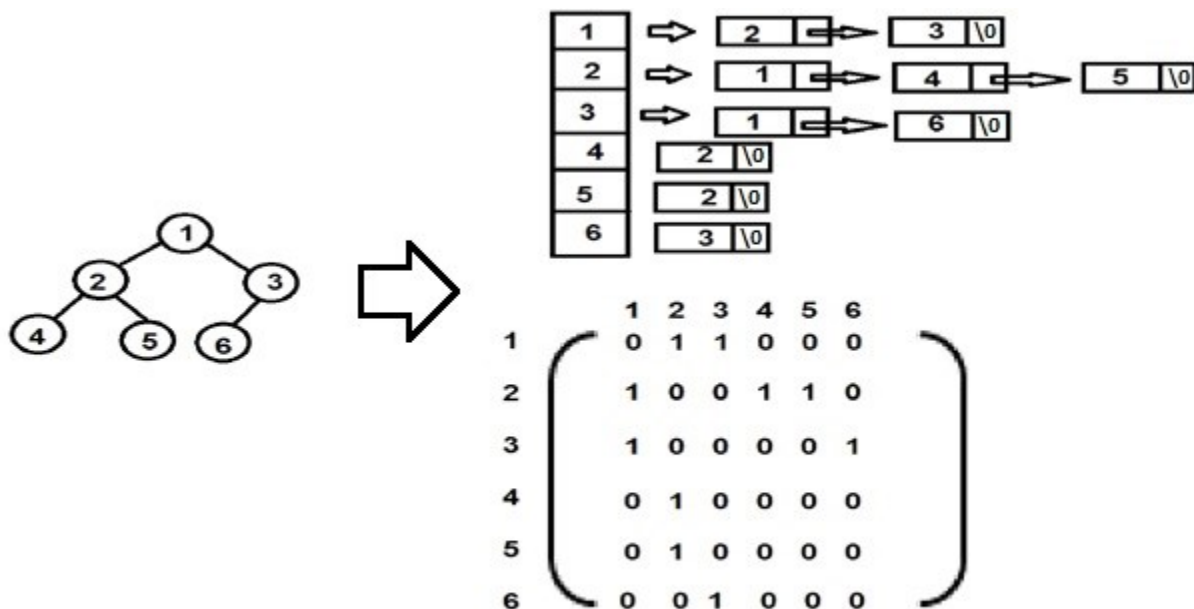 1 2 3 \0
2 1 4 5 \0
3 1 6 \0
4 2 \0
5 2 \0
6 3 \0
1
2 3
4 5 6
1 2 3 4 5 6
1 0 1 1 0 0 0
2 1 0 0 1 1 0
3 1 0 0 0 0 1
4 0 1 0 0 0 0
5 0 1 0 0 0 0
6 0 0 1 0 0 0